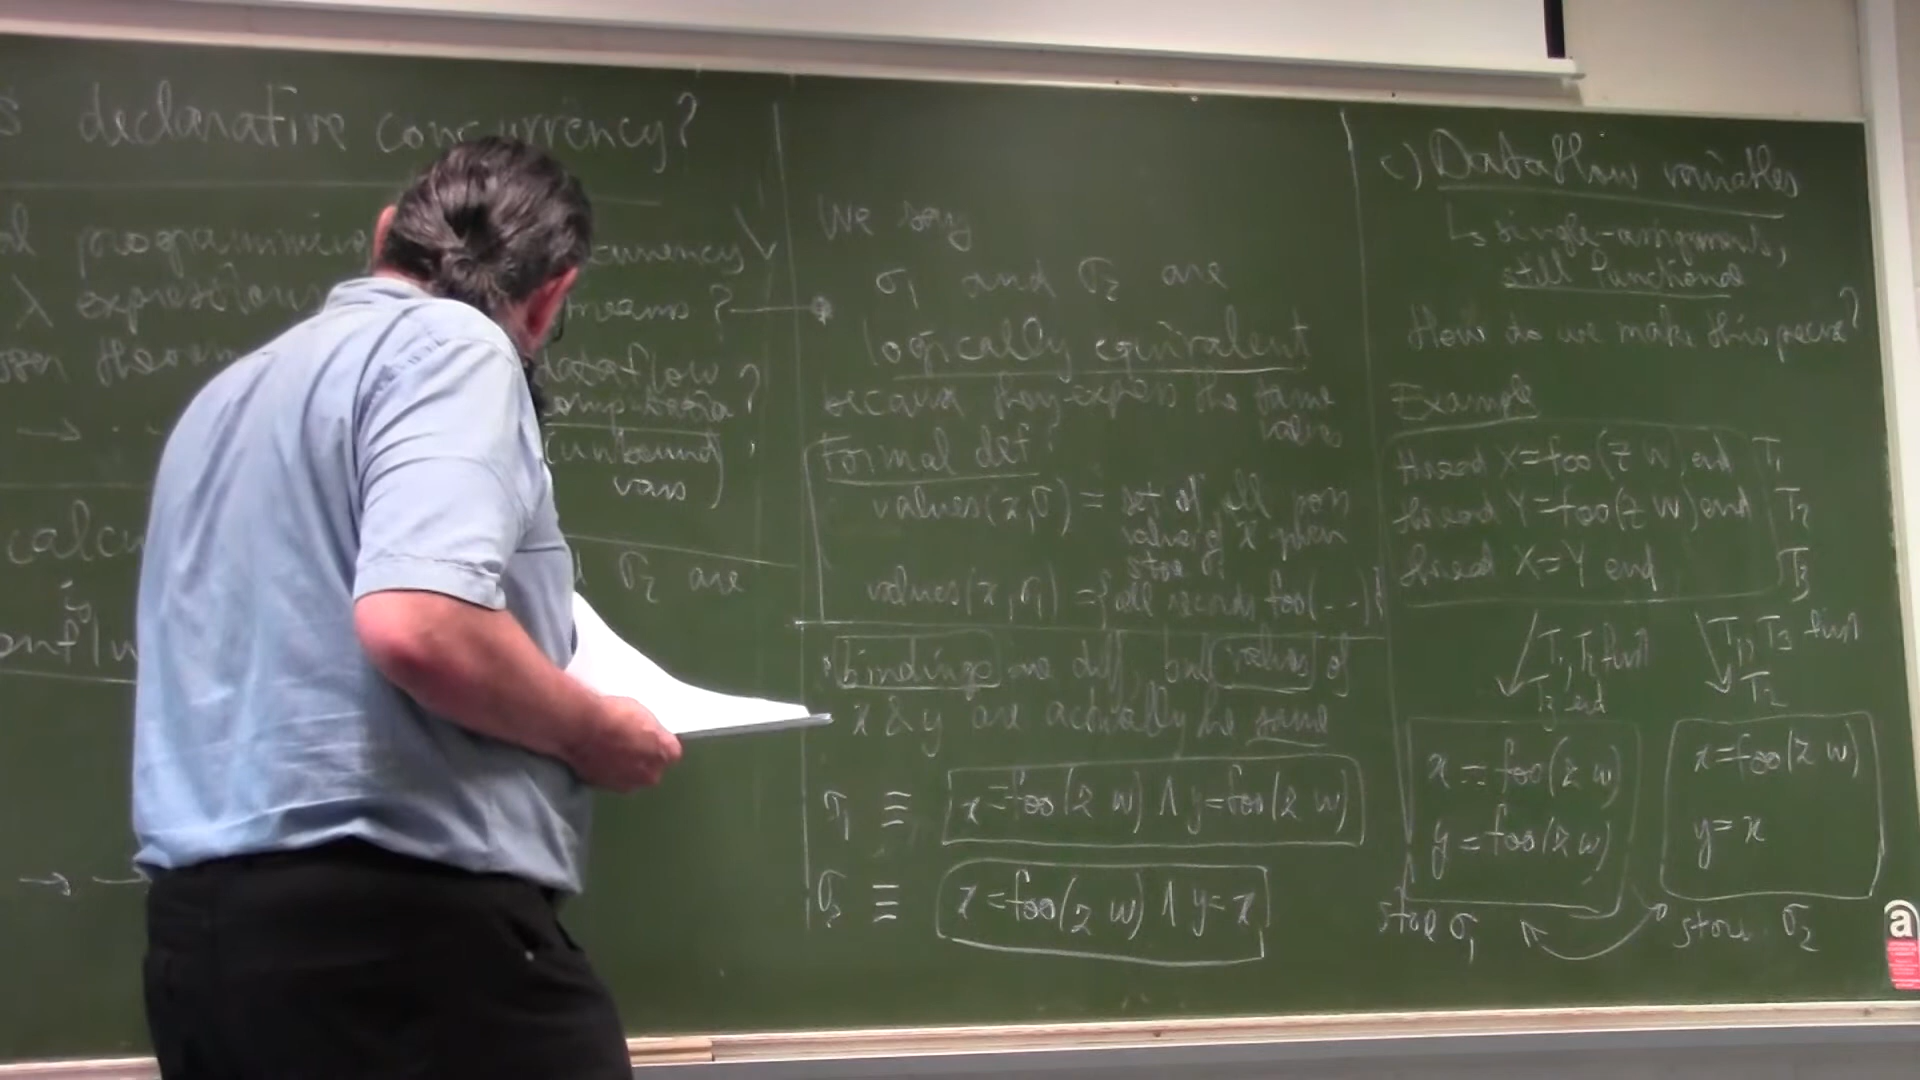 s declarative concurrency?
programming
λ expressions
streams ?
dataflow
computation ?
(unbound
vars)
σ2 are
We say
σ1 and σ2 are
logically equivalent
because they express the same
values
Formal def:
values(x,σ) = set of all poss
values of x when
store
values(x,σ1) = {all records foo(...)}
bindings are diff, but values of
x & y are actually the same
σ1 ≡ x=foo(z w) ∧ y=foo(z w)
σ2 ≡ x=foo(z w) ∧ y=x
c) Dataflow variables
↳ single-assignment,
still functional
How do we make this precise?
Example
thread X=foo(z w) end T1
thread Y=foo(z w) end T2
thread X=Y end T3
T1,T2 first
T3 end
T1,T3 first
T2
x=foo(z w)
y=foo(z w)
store σ1
x=foo(z w)
y=x
store σ2
a